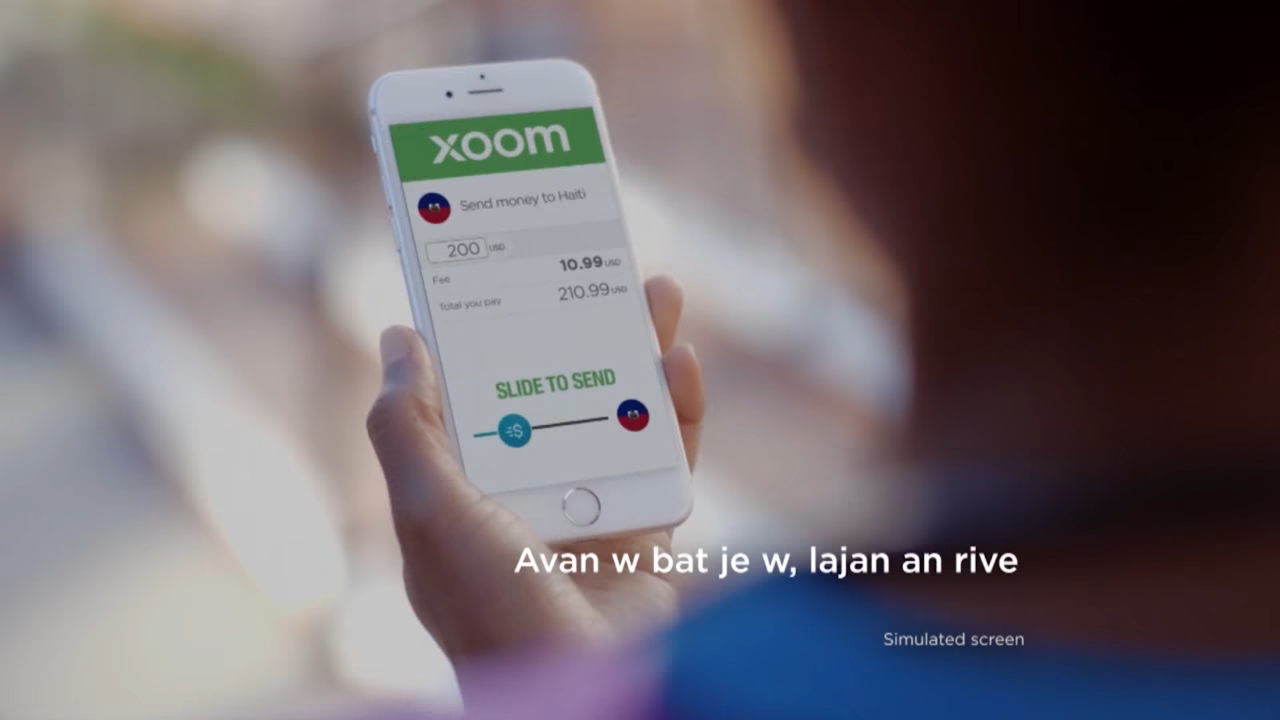 xoom
Send money to Haiti
200 USD
Fee 10.99 USD
Total you pay 210.99 USD
SLIDE TO SEND
Avan w bat je w, lajan an rive
Simulated screen